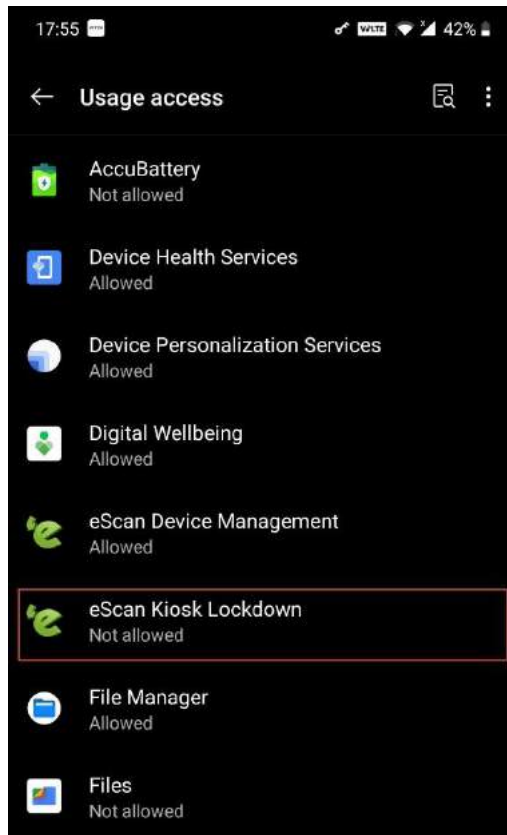 17:55 VoLTE 42%
Usage access
AccuBattery
Not allowed
Device Health Services
Allowed
Device Personalization Services
Allowed
Digital Wellbeing
Allowed
eScan Device Management
Allowed
eScan Kiosk Lockdown
Not allowed
File Manager
Allowed
Files
Not allowed